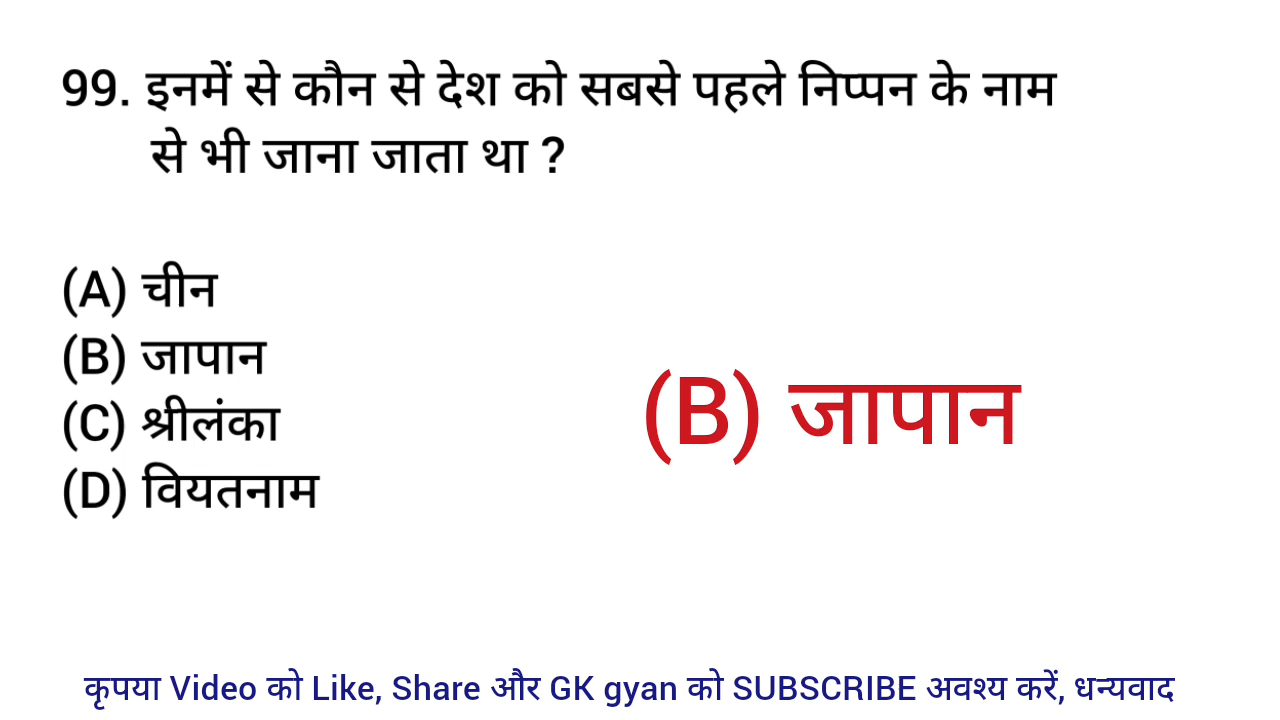 99. इनमें से कौन से देश को सबसे पहले निप्पन के नाम
से भी जाना जाता था ?
(A) चीन
(B) जापान
(C) श्रीलंका
(D) वियतनाम
(B) जापान
कृपया Video को Like, Share और GK gyan को SUBSCRIBE अवश्य करें, धन्यवाद